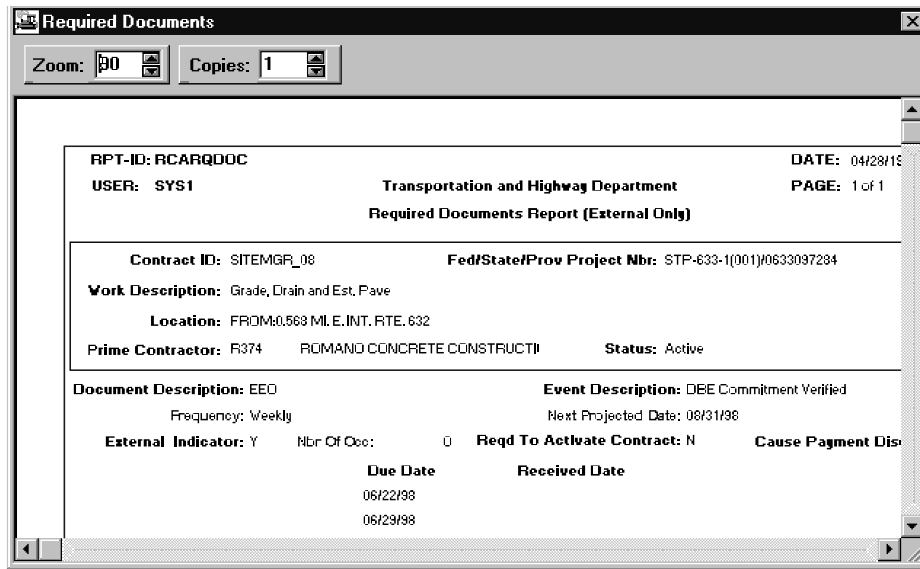 Required Documents
Zoom: 90 Copies: 1
RPT-ID: RCARQDOC DATE: 04/28/19
USER: SYS1 Transportation and Highway Department PAGE: 1 of 1
Required Documents Report (External Only)
Contract ID: SITEMGR_08 Fed/State/Prov Project Nbr: STP-633-1(001)/0633097284
Work Description: Grade, Drain and Est. Pave
Location: FROM:0.568 MI. E. INT. RTE. 632
Prime Contractor: R374 ROMANO CONCRETE CONSTRUCTI Status: Active
Document Description: EEO Event Description: DBE Commitment Verified
Frequency: Weekly Next Projected Date: 08/31/98
External Indicator: Y Nbr Of Occ: 0 Reqd To Activate Contract: N Cause Payment Dis
Due Date Received Date
06/22/98
06/29/98